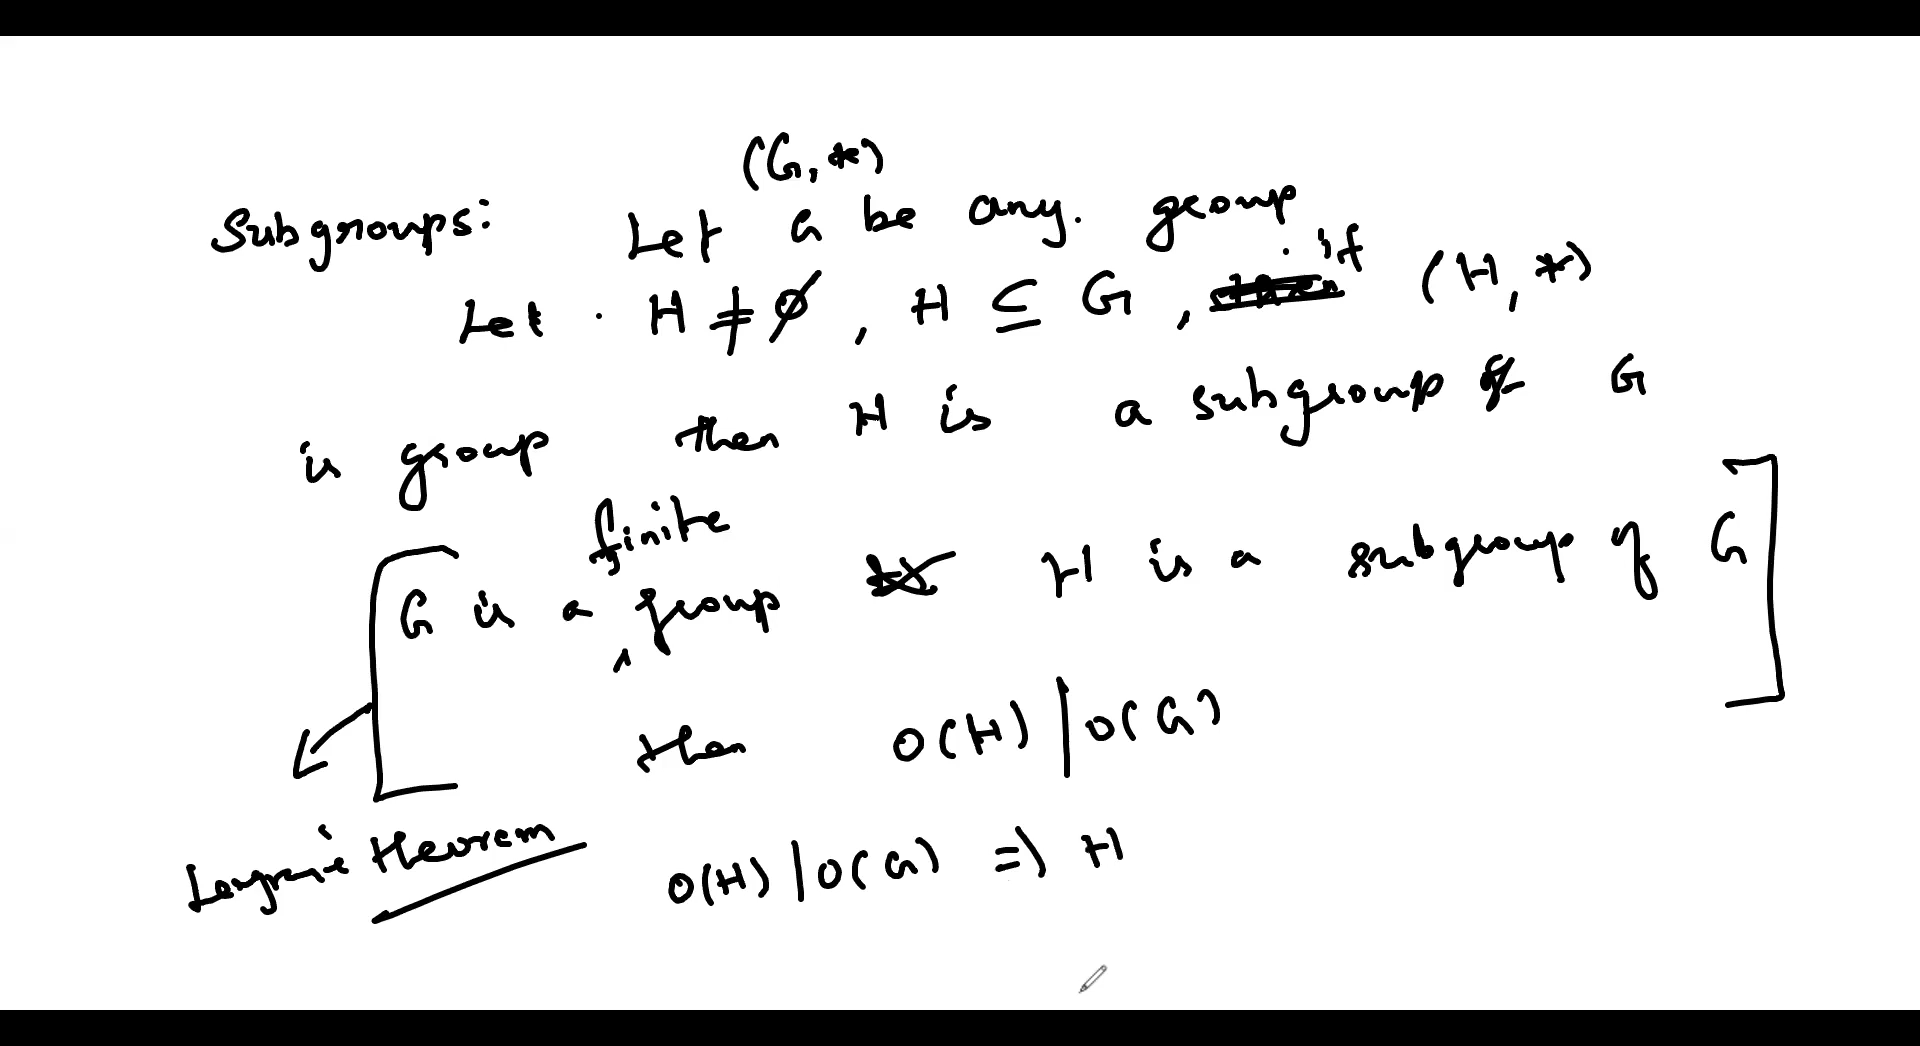 (G, *)
Subgroups: Let G be any. group
Let . H ≠ ∅ , H ⊆ G , then if (H, *)
is group then H is a subgroup of G
finite
G is a group H is a subgroup of G
then O(H) | O(G)
Theorem
O(H) | O(G) => H